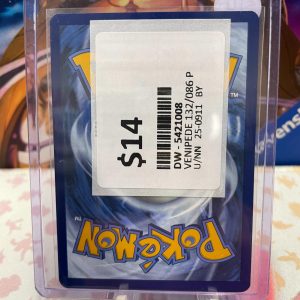 $14
DW - 5421008
VENIPEDE 132/086 P
U/NN 25-0911 BY
POKéMON